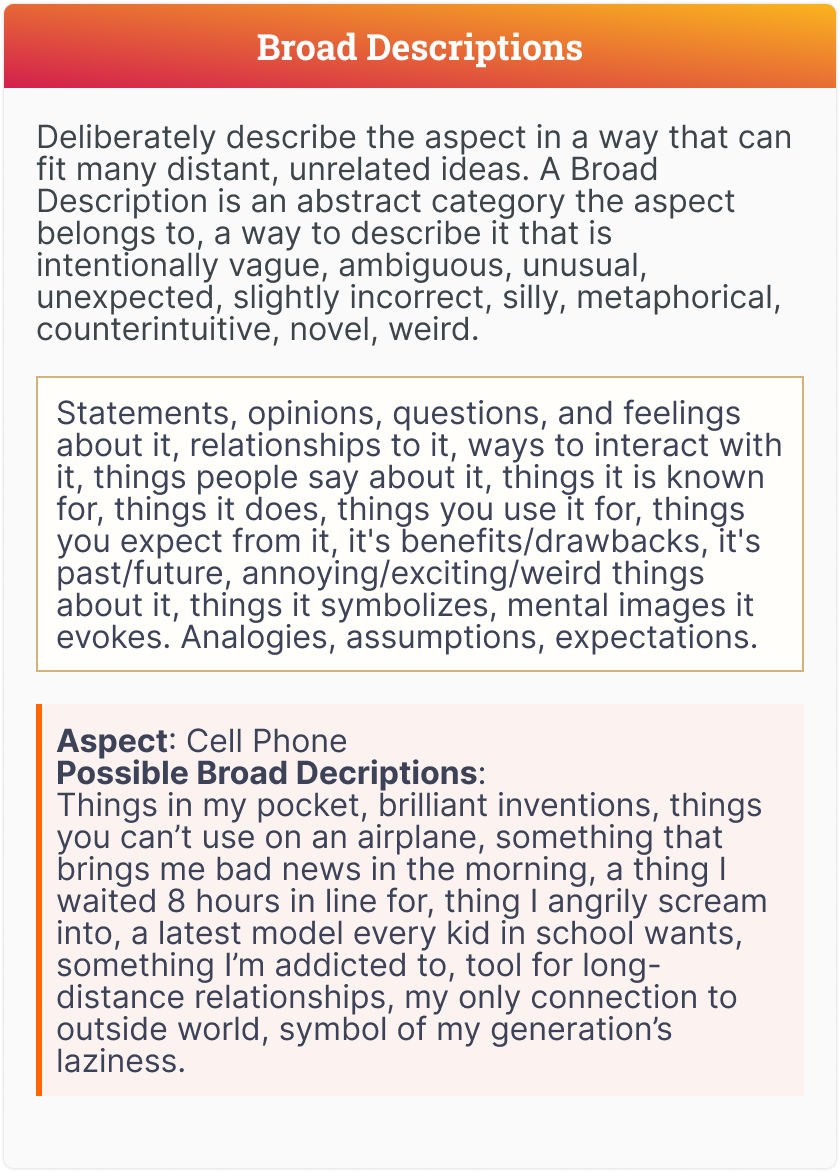 Broad Descriptions
Deliberately describe the aspect in a way that can
fit many distant, unrelated ideas. A Broad
Description is an abstract category the aspect
belongs to, a way to describe it that is
intentionally vague, ambiguous, unusual,
unexpected, slightly incorrect, silly, metaphorical,
counterintuitive, novel, weird.
Statements, opinions, questions, and feelings
about it, relationships to it, ways to interact with
it, things people say about it, things it is known
for, things it does, things you use it for, things
you expect from it, it's benefits/drawbacks, it's
past/future, annoying/exciting/weird things
about it, things it symbolizes, mental images it
evokes. Analogies, assumptions, expectations.
Aspect: Cell Phone
Possible Broad Decriptions:
Things in my pocket, brilliant inventions, things
you can’t use on an airplane, something that
brings me bad news in the morning, a thing I
waited 8 hours in line for, thing I angrily scream
into, a latest model every kid in school wants,
something I’m addicted to, tool for long-
distance relationships, my only connection to
outside world, symbol of my generation’s
laziness.